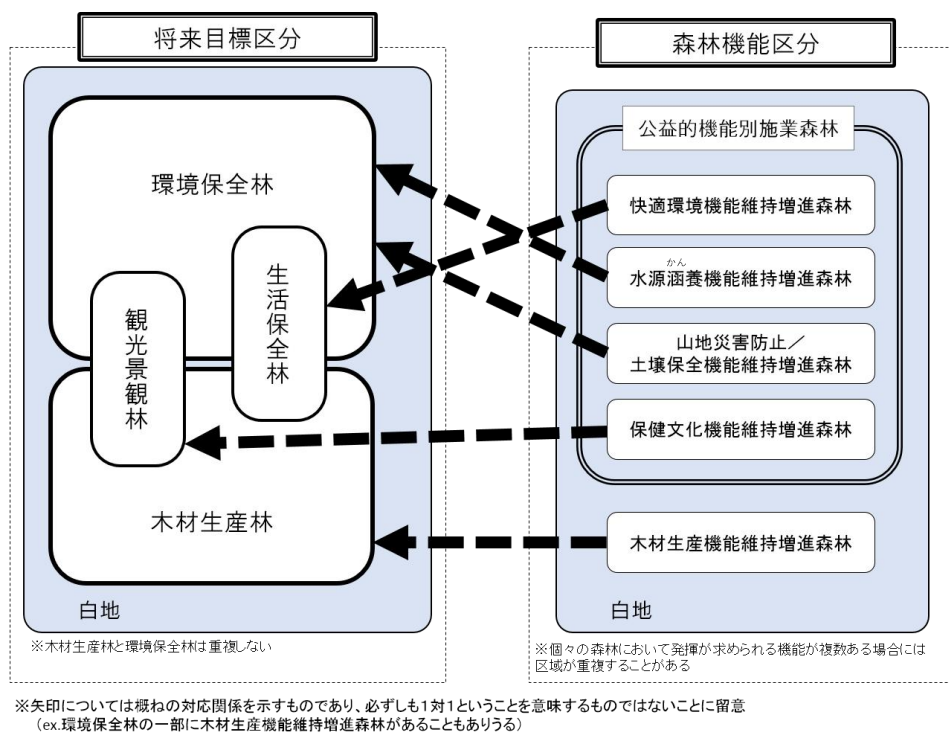 将来目標区分
環境保全林
生活保全林
観光景観林
木材生産林
白地
※木材生産林と環境保全林は重複しない
森林機能区分
公益的機能別施業森林
快適環境機能維持増進森林
かん
水源涵養機能維持増進森林
山地災害防止／
土壌保全機能維持増進森林
保健文化機能維持増進森林
木材生産機能維持増進森林
白地
※個々の森林において発揮が求められる機能が複数ある場合には
区域が重複することがある
※矢印については概ねの対応関係を示すものであり、必ずしも1対1ということを意味するものではないことに留意
（ex.環境保全林の一部に木材生産機能維持増進森林があることもありうる）